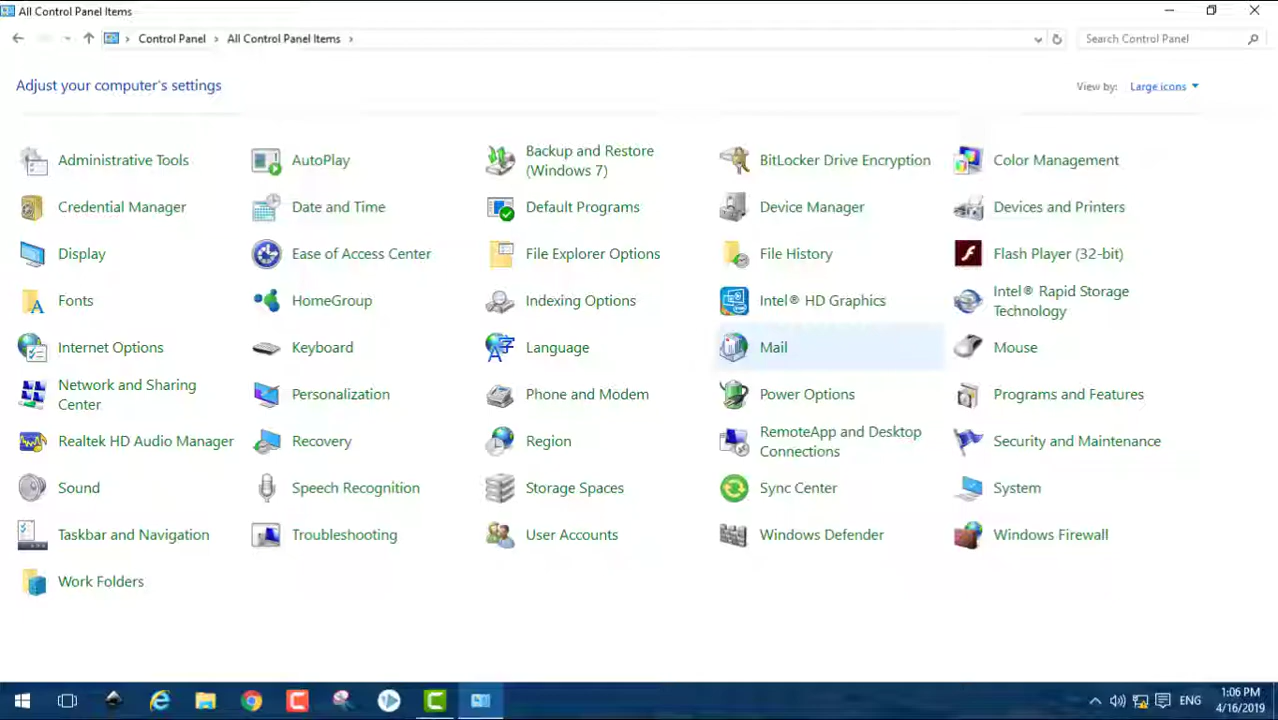 All Control Panel Items
Control Panel > All Control Panel Items >
Search Control Panel
Adjust your computer's settings
View by: Large icons
Administrative Tools
AutoPlay
Backup and Restore
(Windows 7)
BitLocker Drive Encryption
Color Management
Credential Manager
Date and Time
Default Programs
Device Manager
Devices and Printers
Display
Ease of Access Center
File Explorer Options
File History
Flash Player (32-bit)
Fonts
HomeGroup
Indexing Options
Intel® HD Graphics
Intel® Rapid Storage
Technology
Internet Options
Keyboard
Language
Mail
Mouse
Network and Sharing
Center
Personalization
Phone and Modem
Power Options
Programs and Features
Realtek HD Audio Manager
Recovery
Region
RemoteApp and Desktop
Connections
Security and Maintenance
Sound
Speech Recognition
Storage Spaces
Sync Center
System
Taskbar and Navigation
Troubleshooting
User Accounts
Windows Defender
Windows Firewall
Work Folders
ENG
1:06 PM
4/16/2019